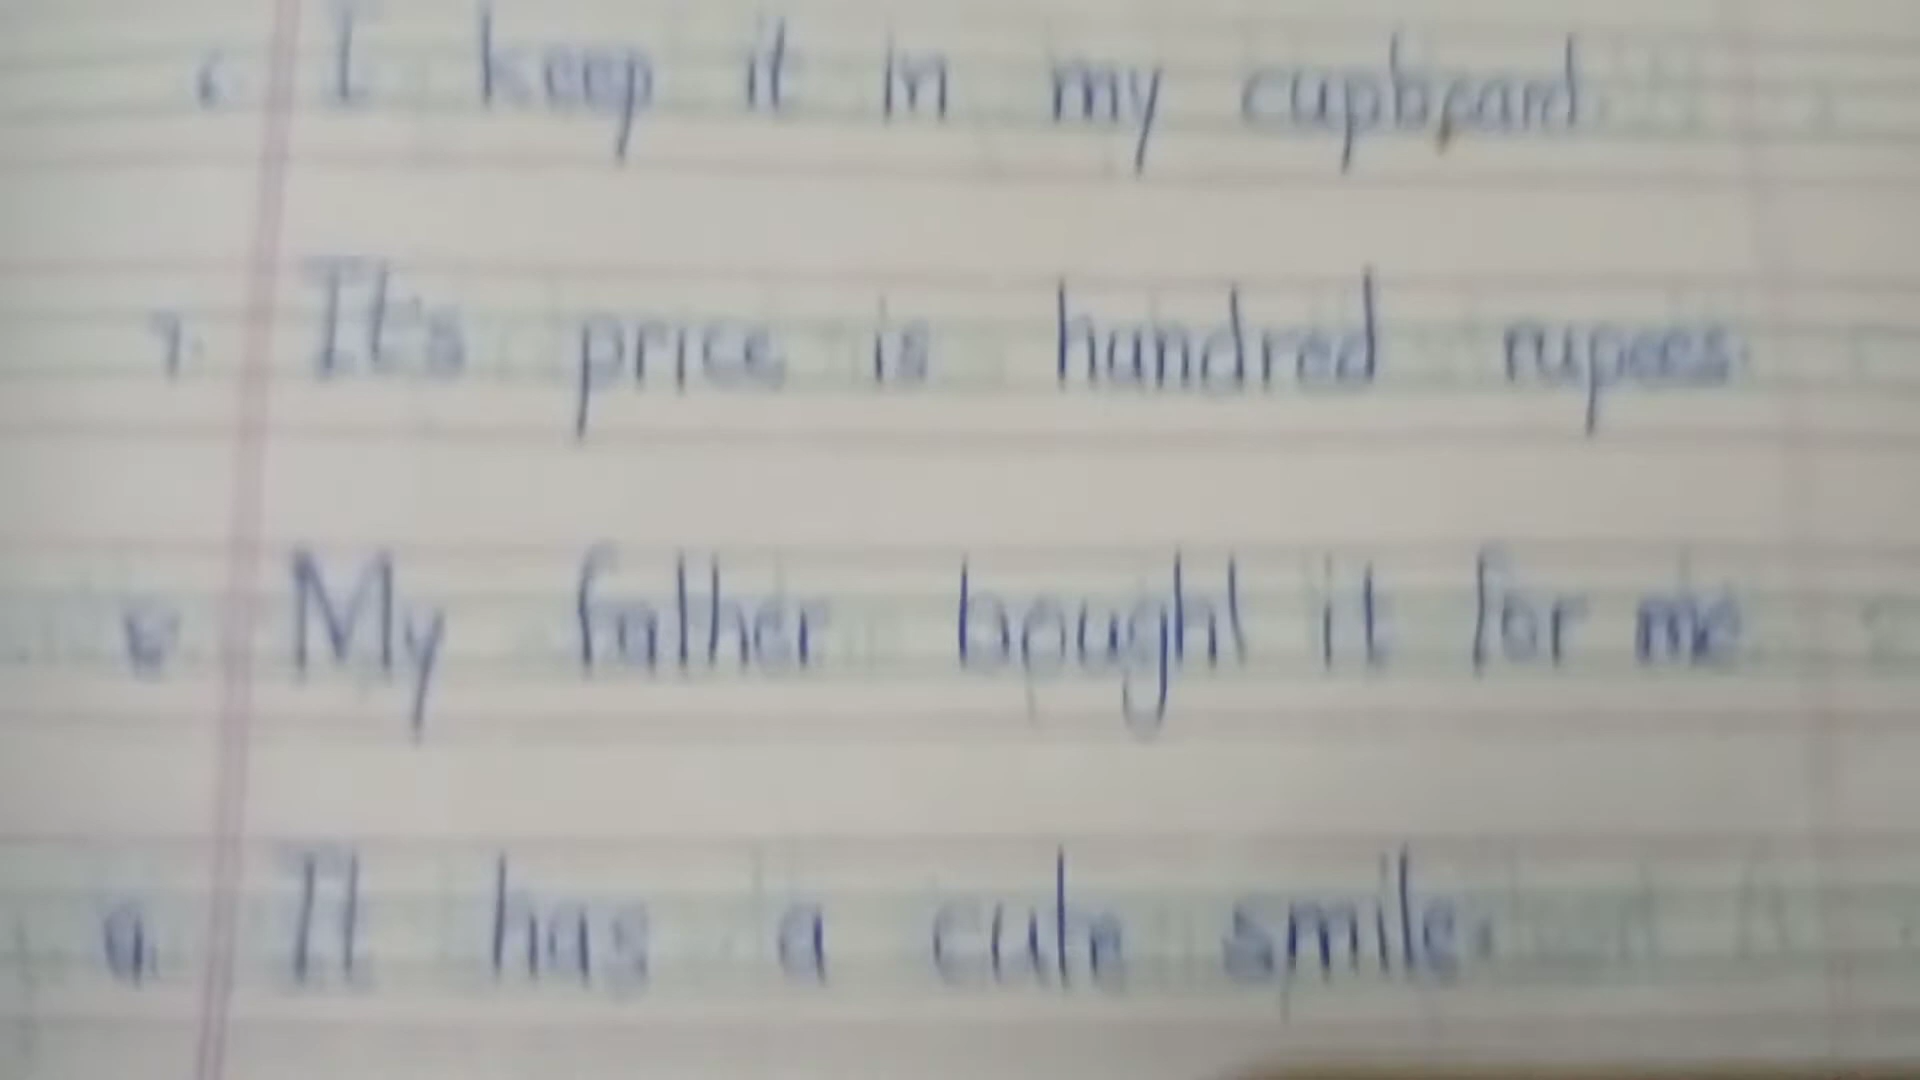 6. I keep it in my cupboard.
7. It's price is hundred rupees.
8. My father bought it for me
9. It has a cute smile.